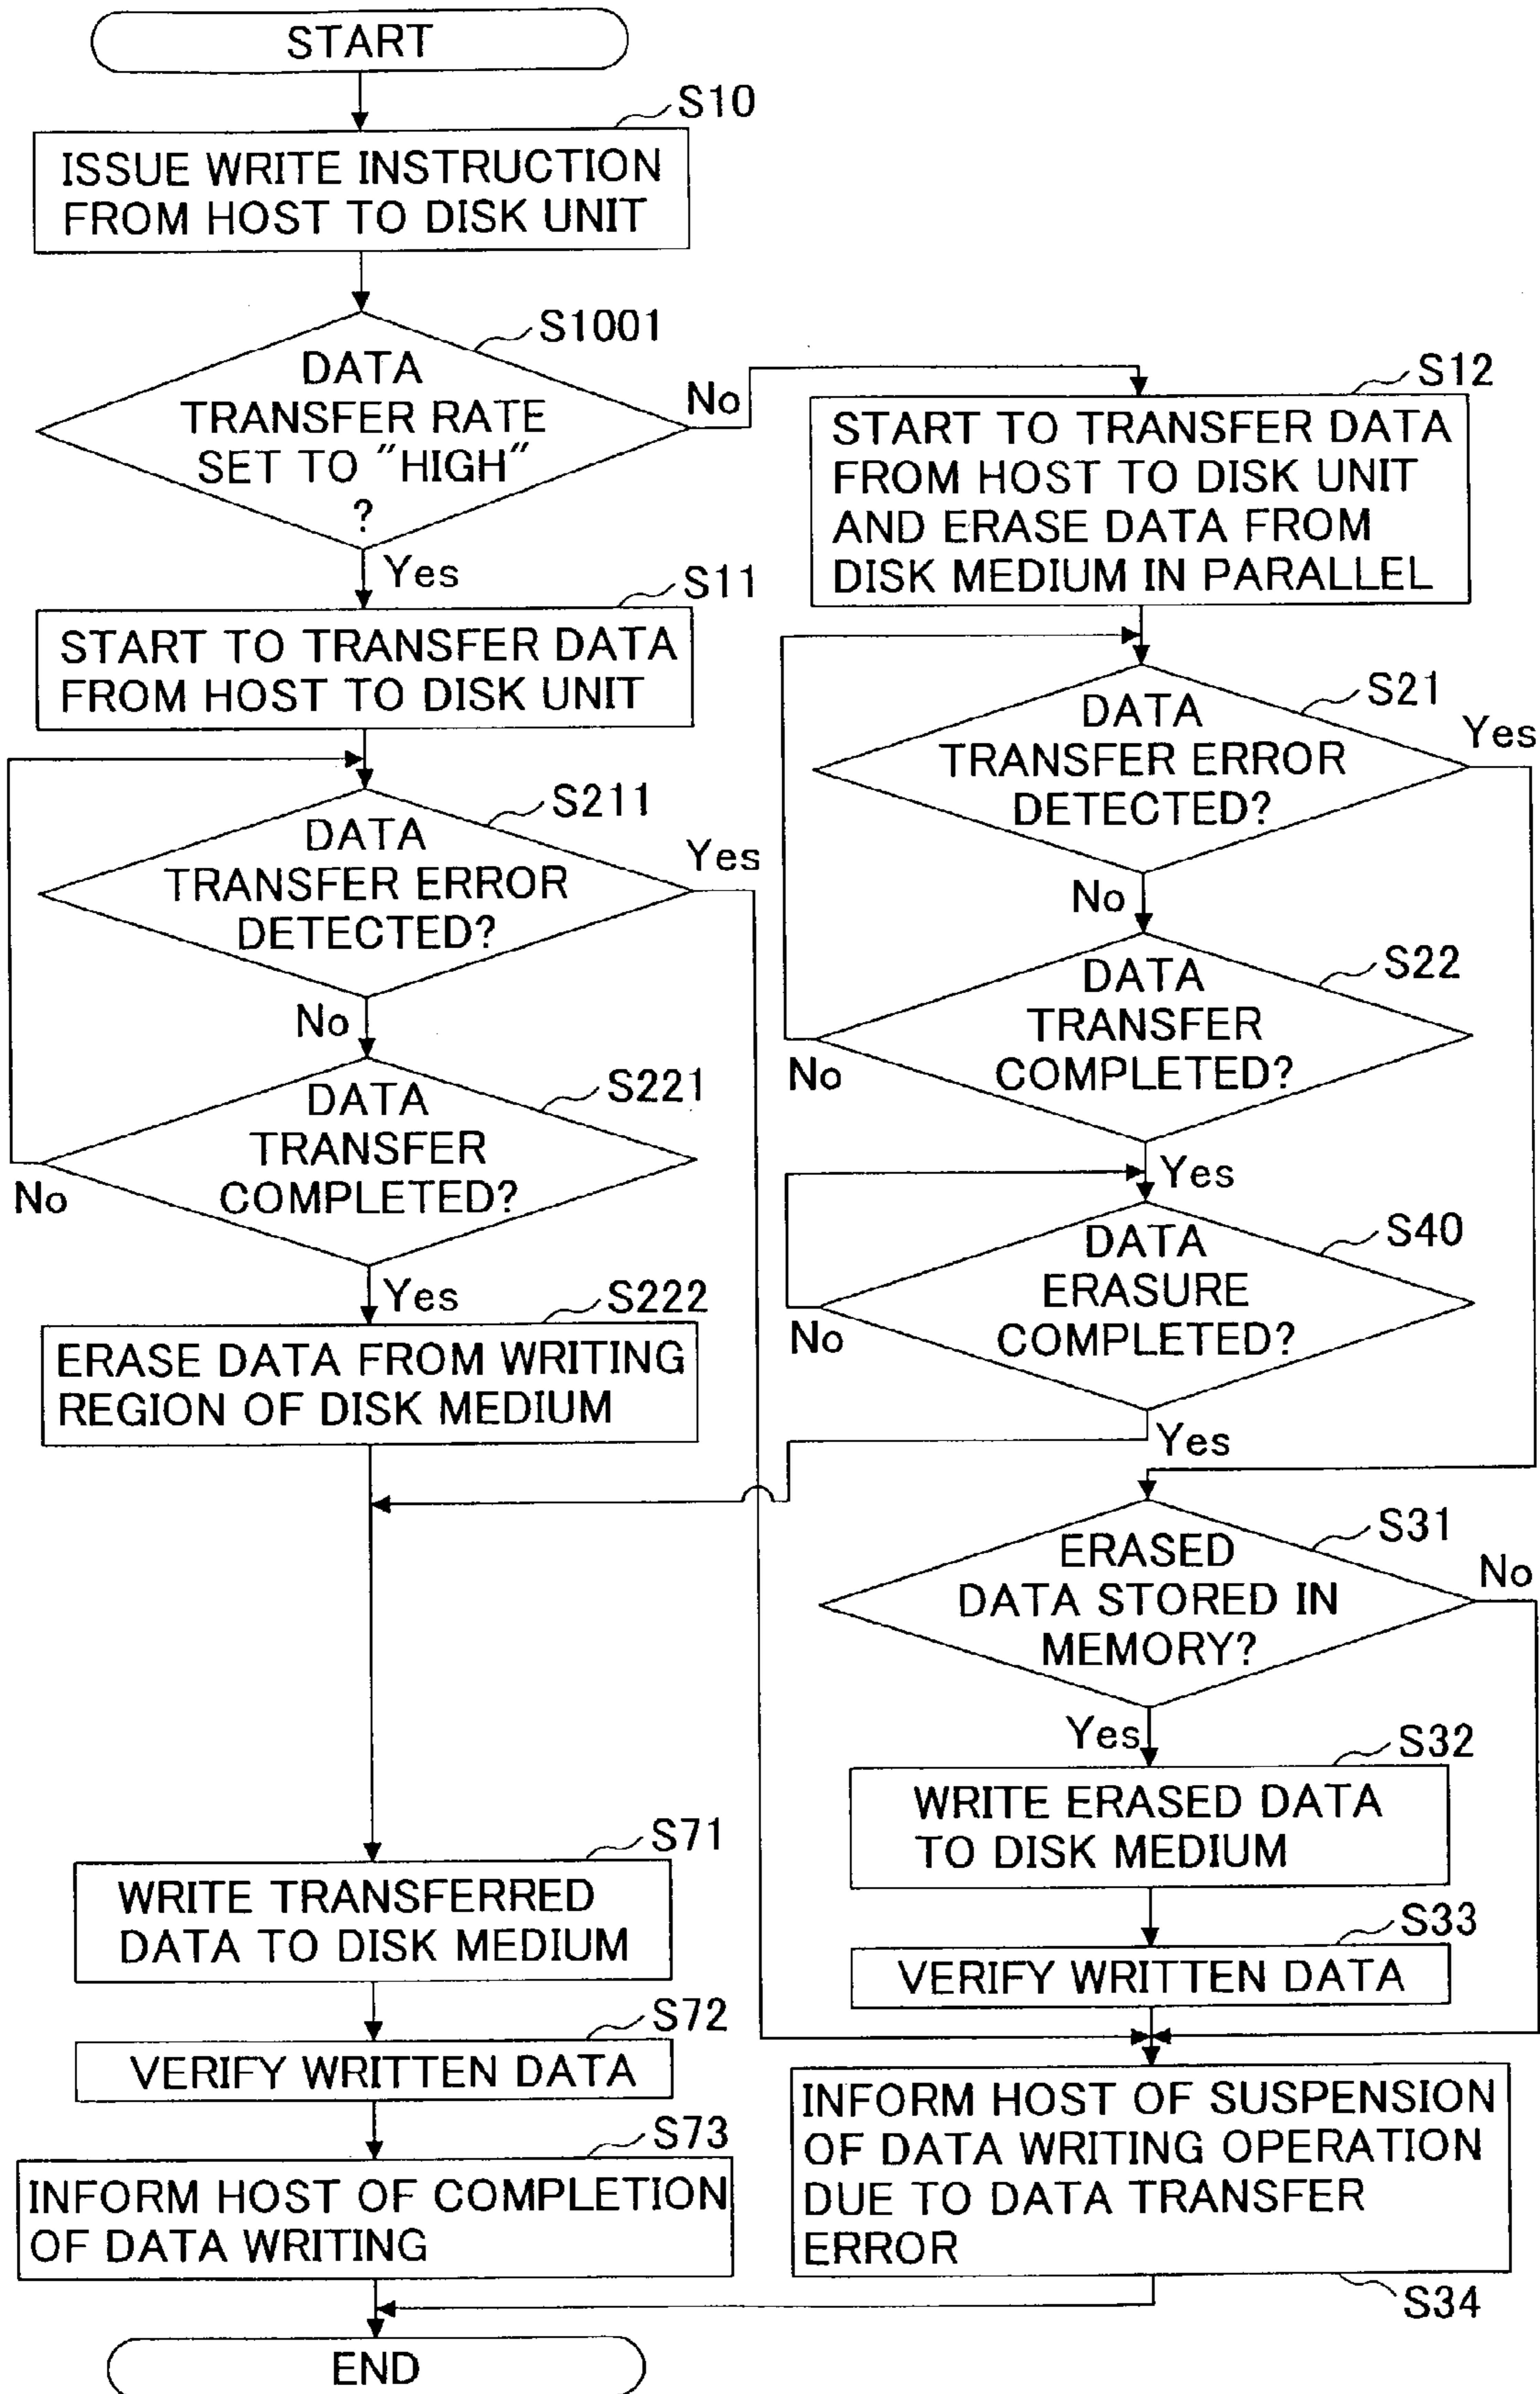 START
S10
ISSUE WRITE INSTRUCTION
FROM HOST TO DISK UNIT
S1001
DATA
TRANSFER RATE
SET TO "HIGH"
?
No
Yes
S11
START TO TRANSFER DATA
FROM HOST TO DISK UNIT
S211
DATA
TRANSFER ERROR
DETECTED?
Yes
No
S221
DATA
TRANSFER
COMPLETED?
No
Yes
S222
ERASE DATA FROM WRITING
REGION OF DISK MEDIUM
S71
WRITE TRANSFERRED
DATA TO DISK MEDIUM
S72
VERIFY WRITTEN DATA
S73
INFORM HOST OF COMPLETION
OF DATA WRITING
END
S12
START TO TRANSFER DATA
FROM HOST TO DISK UNIT
AND ERASE DATA FROM
DISK MEDIUM IN PARALLEL
S21
DATA
TRANSFER ERROR
DETECTED?
Yes
No
S22
DATA
TRANSFER
COMPLETED?
No
Yes
S40
DATA
ERASURE
COMPLETED?
No
Yes
S31
ERASED
DATA STORED IN
MEMORY?
No
Yes
S32
WRITE ERASED DATA
TO DISK MEDIUM
S33
VERIFY WRITTEN DATA
INFORM HOST OF SUSPENSION
OF DATA WRITING OPERATION
DUE TO DATA TRANSFER
ERROR
S34